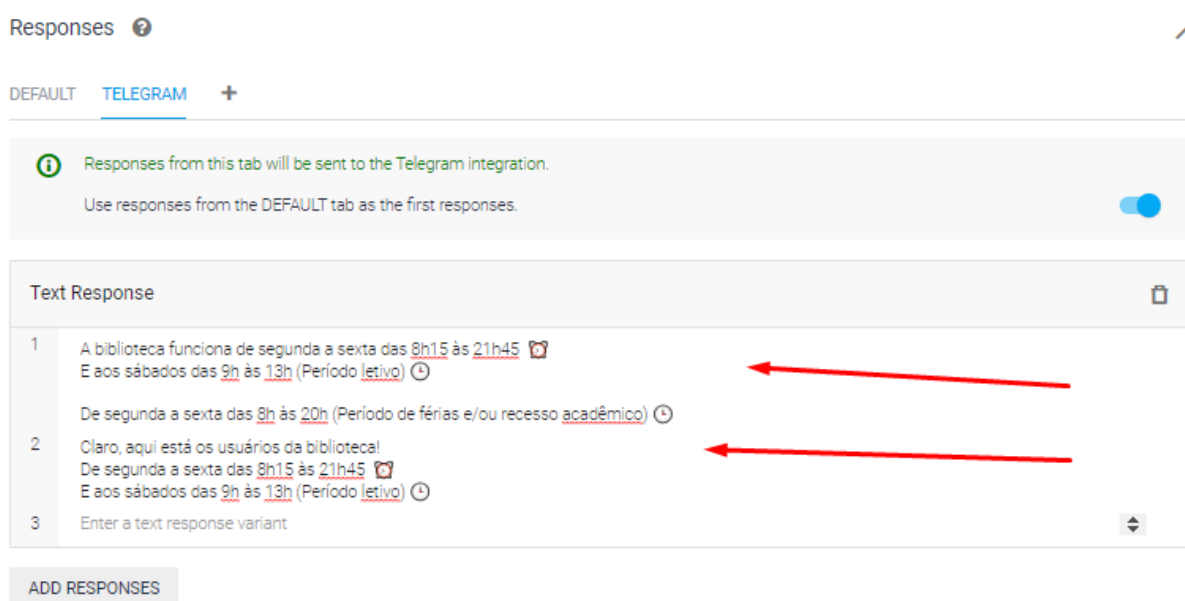 Responses
DEFAULT TELEGRAM +
Responses from this tab will be sent to the Telegram integration.
Use responses from the DEFAULT tab as the first responses.
Text Response
1 A biblioteca funciona de segunda a sexta das 8h15 às 21h45 ⏰
E aos sábados das 9h às 13h (Período letivo) 🕒
De segunda a sexta das 8h às 20h (Período de férias e/ou recesso acadêmico) 🕒
2 Claro, aqui está os usuários da biblioteca!
De segunda a sexta das 8h15 às 21h45 ⏰
E aos sábados das 9h às 13h (Período letivo) 🕒
3 Enter a text response variant
ADD RESPONSES